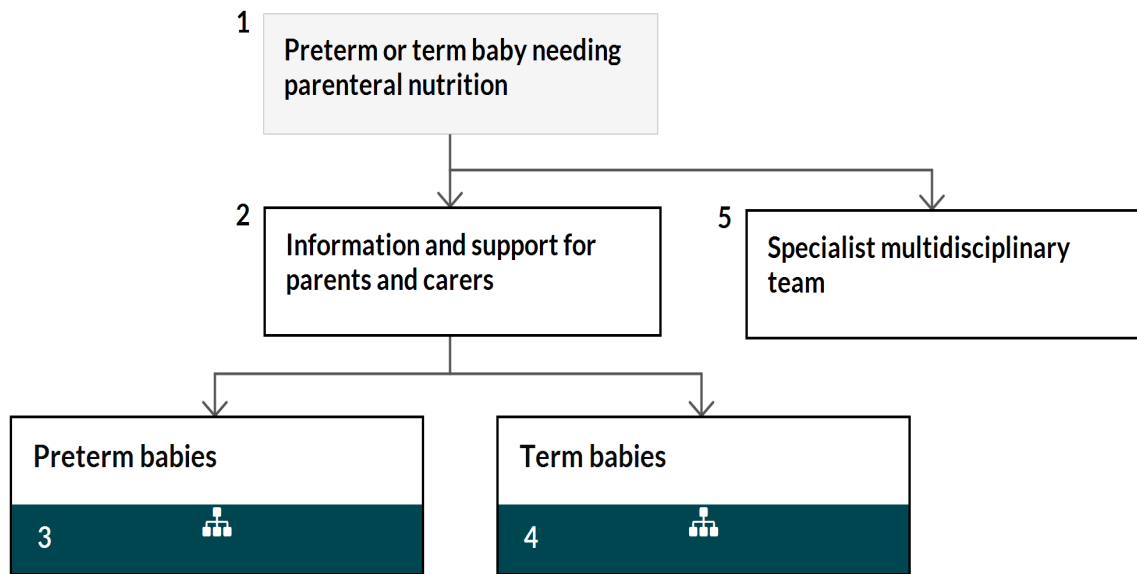 1
Preterm or term baby needing
parenteral nutrition
2
Information and support for
parents and carers
5
Specialist multidisciplinary
team
Preterm babies
3
Term babies
4